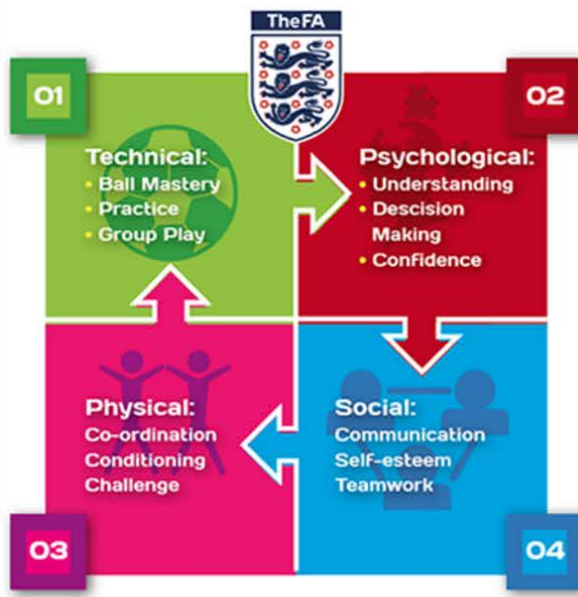 TheFA
01
Technical:
• Ball Mastery
• Practice
• Group Play
02
Psychological:
• Understanding
• Descision
Making
• Confidence
Physical:
Co-ordination
Conditioning
Challenge
03
Social:
Communication
Self-esteem
Teamwork
04